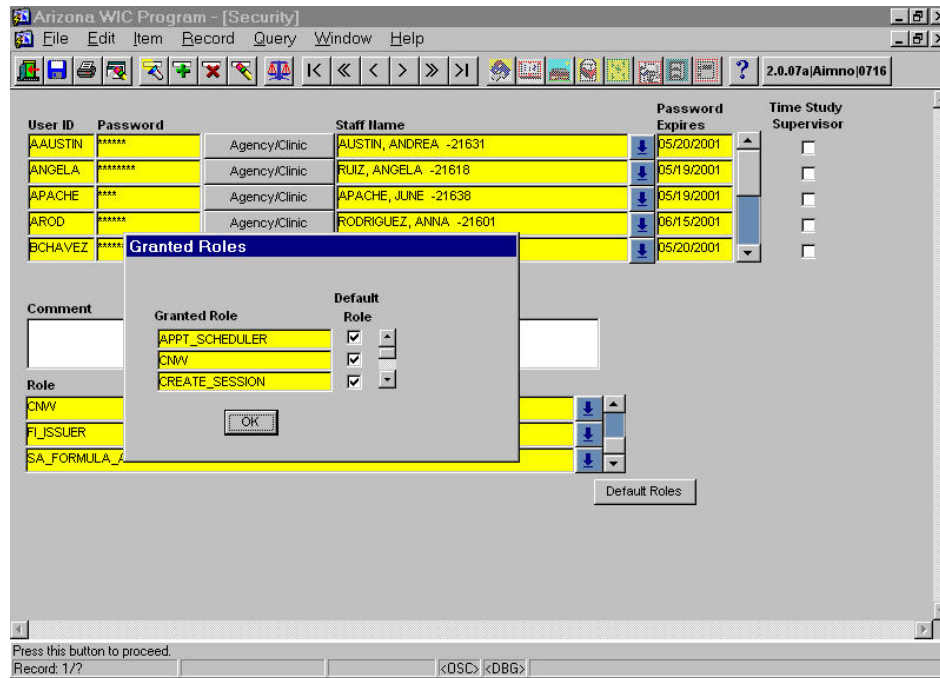 Arizona WIC Program - [Security]
File Edit Item Record Query Window Help
2.0.07a|Aimno|0716
User ID Password Staff Name Password Expires Time Study Supervisor
AAUSTIN ****** Agency/Clinic AUSTIN, ANDREA -21631 05/20/2001
ANGELA ******** Agency/Clinic RUIZ, ANGELA -21618 05/19/2001
APACHE **** Agency/Clinic APACHE, JUNE -21638 05/19/2001
AROD ****** Agency/Clinic RODRIGUEZ, ANNA -21601 06/15/2001
BCHAVEZ 05/20/2001
Granted Roles
Granted Role Default Role
APPT_SCHEDULER
CNW
CREATE_SESSION
OK
Comment
Role
CNW
FI_ISSUER
SA_FORMULA_
Default Roles
Press this button to proceed.
Record: 1/? <OSC> <DBG>